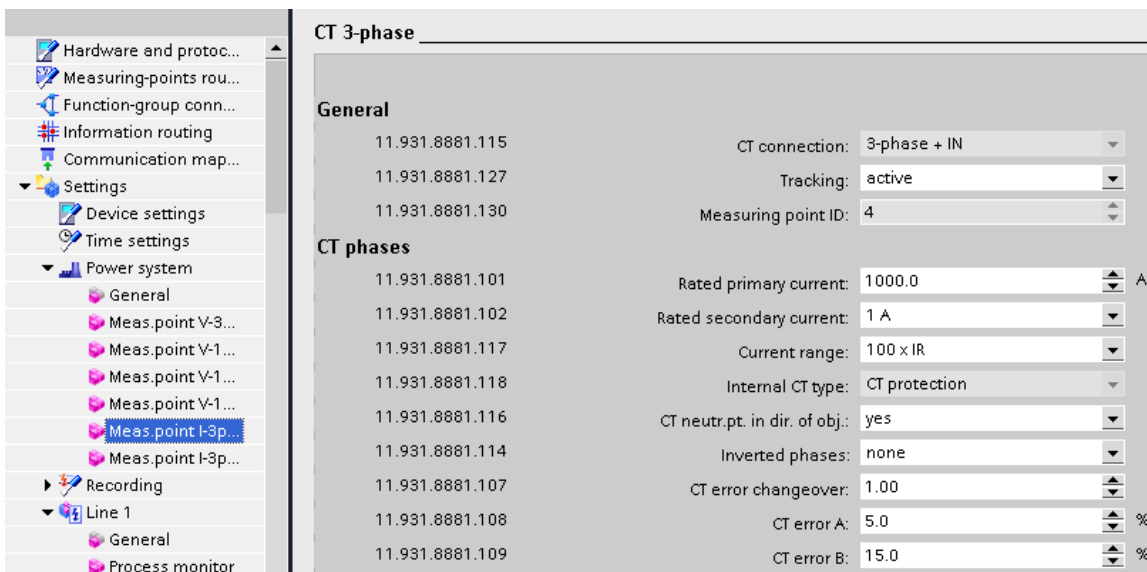 Hardware and protoc...
Measuring-points rou...
Function-group conn...
Information routing
Communication map...
Settings
Device settings
Time settings
Power system
General
Meas.point V-3...
Meas.point V-1...
Meas.point V-1...
Meas.point V-1...
Meas.point I-3p...
Meas.point I-3p...
Recording
Line 1
General
Process monitor
CT 3-phase
General
11.931.8881.115 CT connection: 3-phase + IN
11.931.8881.127 Tracking: active
11.931.8881.130 Measuring point ID: 4
CT phases
11.931.8881.101 Rated primary current: 1000.0 A
11.931.8881.102 Rated secondary current: 1 A
11.931.8881.117 Current range: 100 x IR
11.931.8881.118 Internal CT type: CT protection
11.931.8881.116 CT neutr.pt. in dir. of obj.: yes
11.931.8881.114 Inverted phases: none
11.931.8881.107 CT error changeover: 1.00
11.931.8881.108 CT error A: 5.0 %
11.931.8881.109 CT error B: 15.0 %